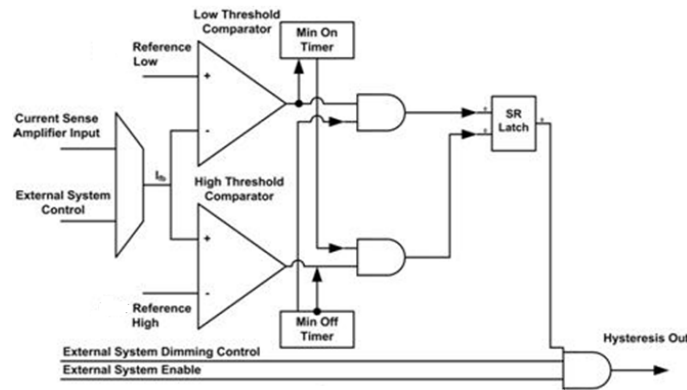 Low Threshold
Comparator
Min On
Timer
Reference
Low
+
-
SR
Latch
Current Sense
Amplifier Input
Ifb
External System
Control
High Threshold
Comparator
+
-
Reference
High
Min Off
Timer
Hysteresis Out
External System Dimming Control
External System Enable